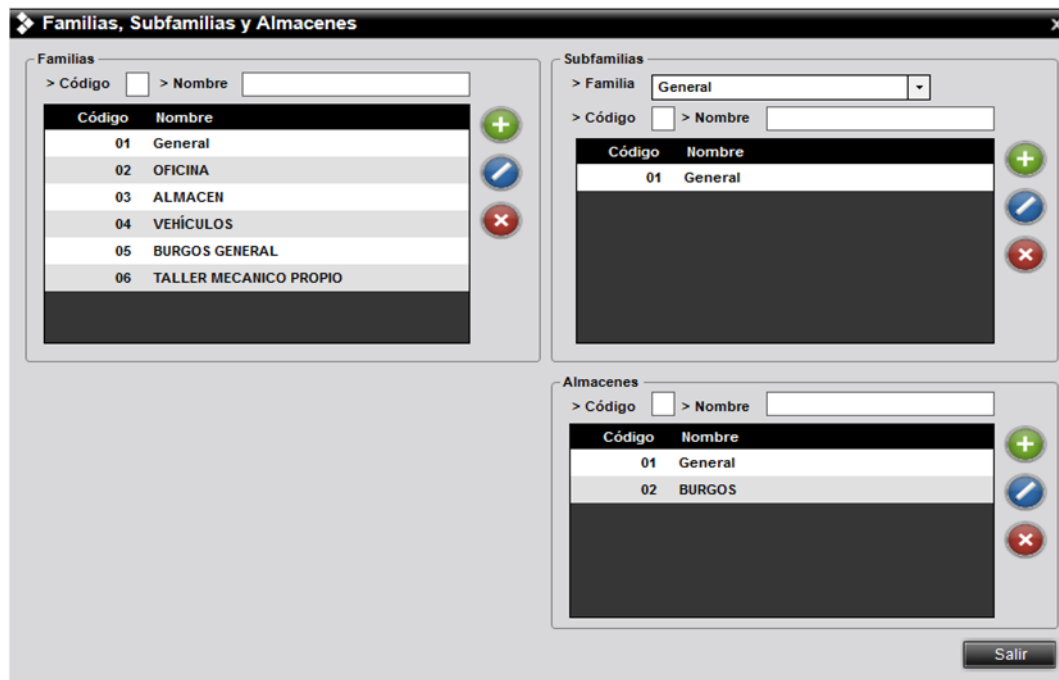 Familias, Subfamilias y Almacenes
Familias
> Código > Nombre
Código Nombre
01 General
02 OFICINA
03 ALMACEN
04 VEHÍCULOS
05 BURGOS GENERAL
06 TALLER MECANICO PROPIO
Subfamilias
> Familia General
> Código > Nombre
Código Nombre
01 General
Almacenes
> Código > Nombre
Código Nombre
01 General
02 BURGOS
Salir